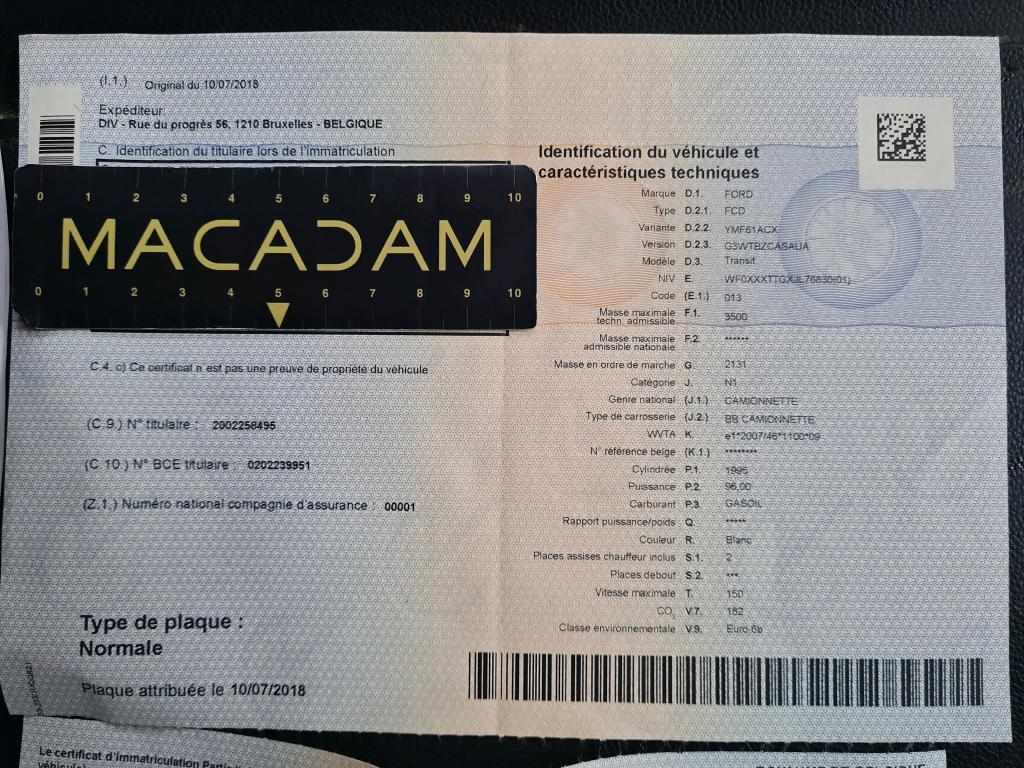 (I.1.) Original du 10/07/2018
Expéditeur:
DIV - Rue du progrès 56, 1210 Bruxelles - BELGIQUE
C. Identification du titulaire lors de l'immatriculation
0 1 2 3 4 5 6 7 8 9 10
MACADAM
0 1 2 3 4 5 6 7 8 9 10
C.4. c) Ce certificat n'est pas une preuve de propriété du véhicule
(C.9.) N° titulaire : 2002258495
(C.10.) N° BCE titulaire : 0202239951
(Z.1.) Numéro national compagnie d'assurance : 00001
Type de plaque :
Normale
Plaque attribuée le 10/07/2018
Identification du véhicule et
caractéristiques techniques
Marque D.1. FORD
Type D.2.1. FCD
Variante D.2.2. YMF61ACX
Version D.2.3. G3WTBZCASAUA
Modèle D.3. Transit
NIV E. WF0XXXTTGXJL76830(01)
Code (E.1.) 013
Masse maximale techn. admissible F.1. 3500
Masse maximale admissible nationale F.2. ******
Masse en ordre de marche G. 2131
Catégorie J. N1
Genre national (J.1.) CAMIONNETTE
Type de carrosserie (J.2.) BB CAMIONNETTE
WVTA K. e1*2007/46*1100*09
N° référence belge (K.1.) ********
Cylindrée P.1. 1995
Puissance P.2. 96,00
Carburant P.3. GASOIL
Rapport puissance/poids Q. *****
Couleur R. Blanc
Places assises chauffeur inclus S.1. 2
Places debout S.2. ***
Vitesse maximale T. 150
CO₂ V.7. 182
Classe environnementale V.9. Euro 6b
Le certificat d'immatriculation